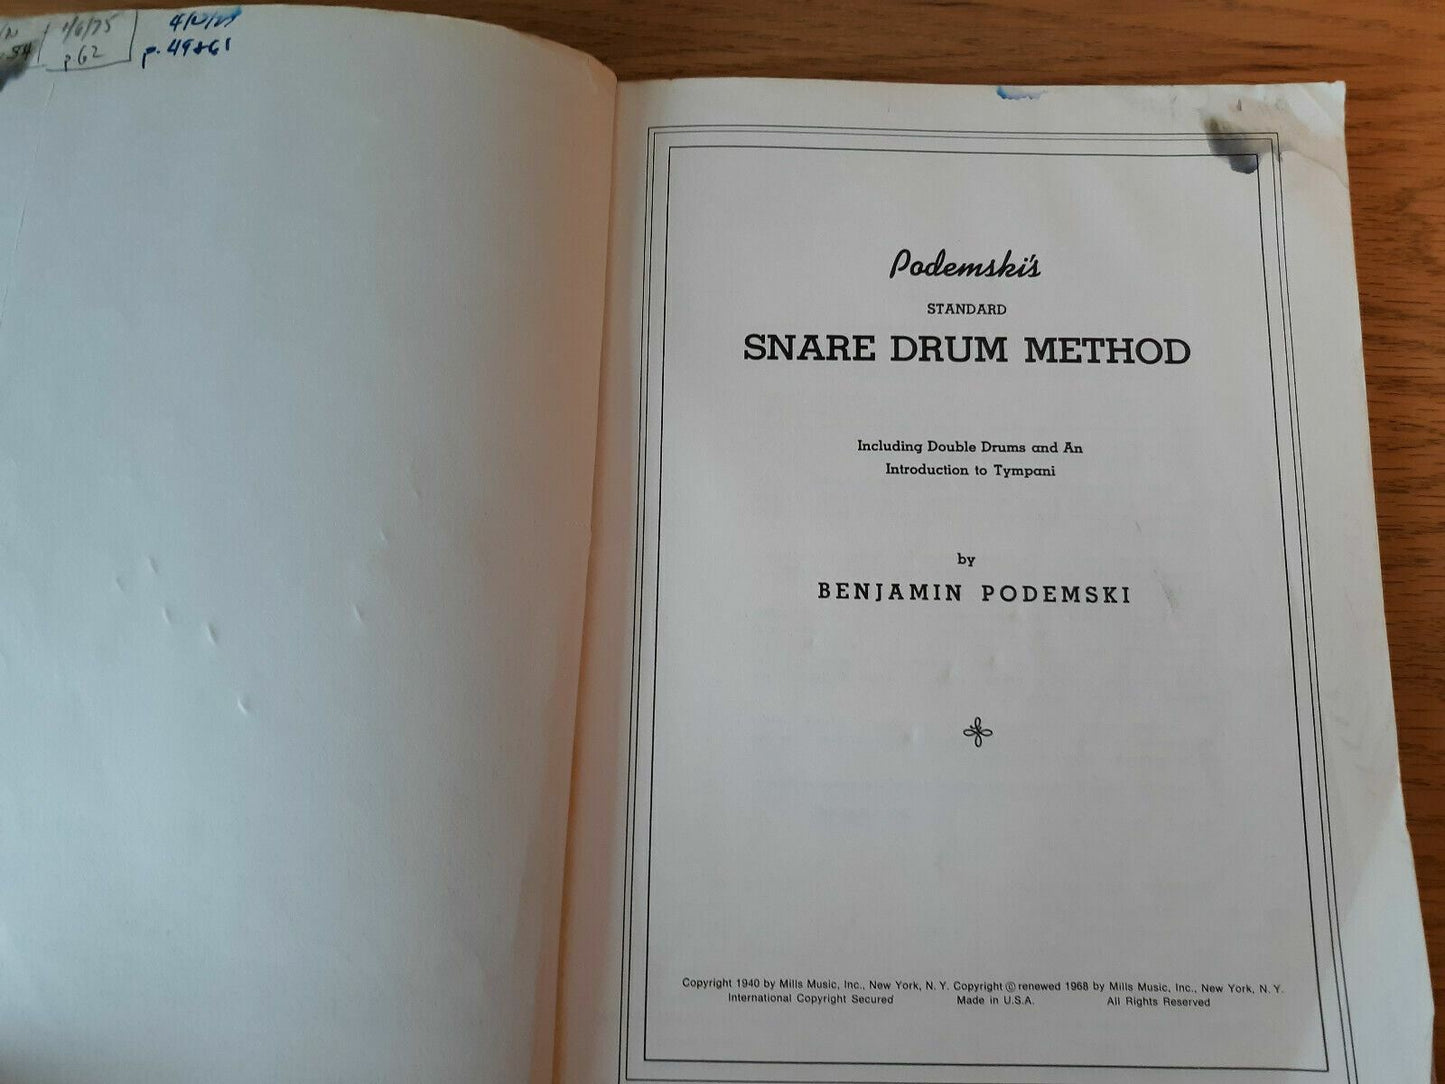 1/6/75
p62
p. 49+61
Podemski's
STANDARD
SNARE DRUM METHOD
Including Double Drums and An
Introduction to Tympani
by
BENJAMIN PODEMSKI
Copyright 1940 by Mills Music, Inc., New York, N. Y. Copyright © renewed 1968 by Mills Music, Inc., New York, N. Y.
International Copyright Secured Made in U.S.A. All Rights Reserved